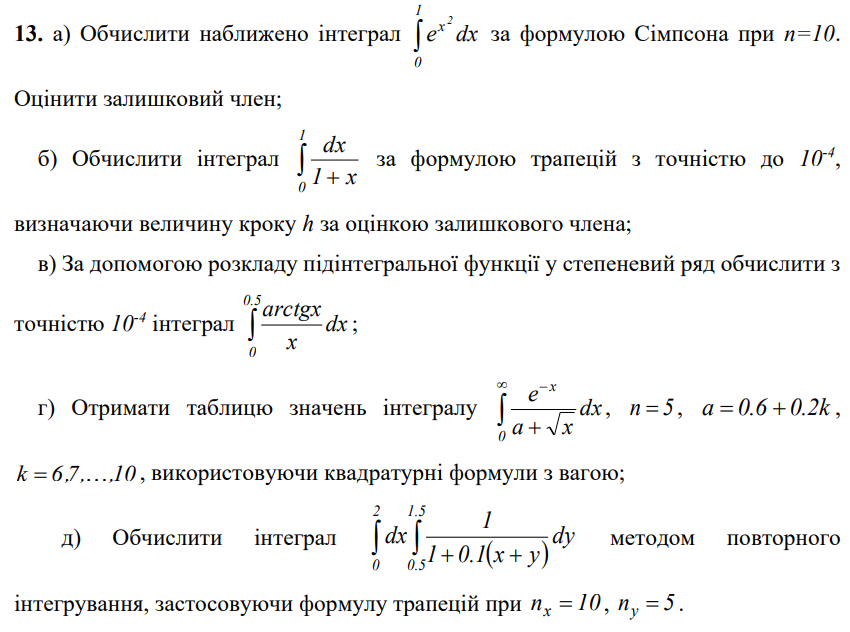 13. а) Обчислити наближено інтеграл $\int_0^1 e^{x^2} dx$ за формулою Сімпсона при n=10.
Оцінити залишковий член;
б) Обчислити інтеграл $\int_0^1 \frac{dx}{1+x}$ за формулою трапецій з точністю до $10^{-4}$,
визначаючи величину кроку h за оцінкою залишкового члена;
в) За допомогою розкладу підінтегральної функції у степеневий ряд обчислити з
точністю $10^{-4}$ інтеграл $\int_0^{0.5} \frac{arctgx}{x} dx$;
г) Отримати таблицю значень інтегралу $\int_0^\infty \frac{e^{-x}}{a+\sqrt{x}} dx$, n = 5, a = 0.6 + 0.2k,
k = 6,7,...,10, використовуючи квадратурні формули з вагою;
д) Обчислити інтеграл $\int_0^2 dx \int_{0.5}^{1.5} \frac{1}{1+0.1(x+y)} dy$ методом повторного
інтегрування, застосовуючи формулу трапецій при $n_x = 10$, $n_y = 5$.